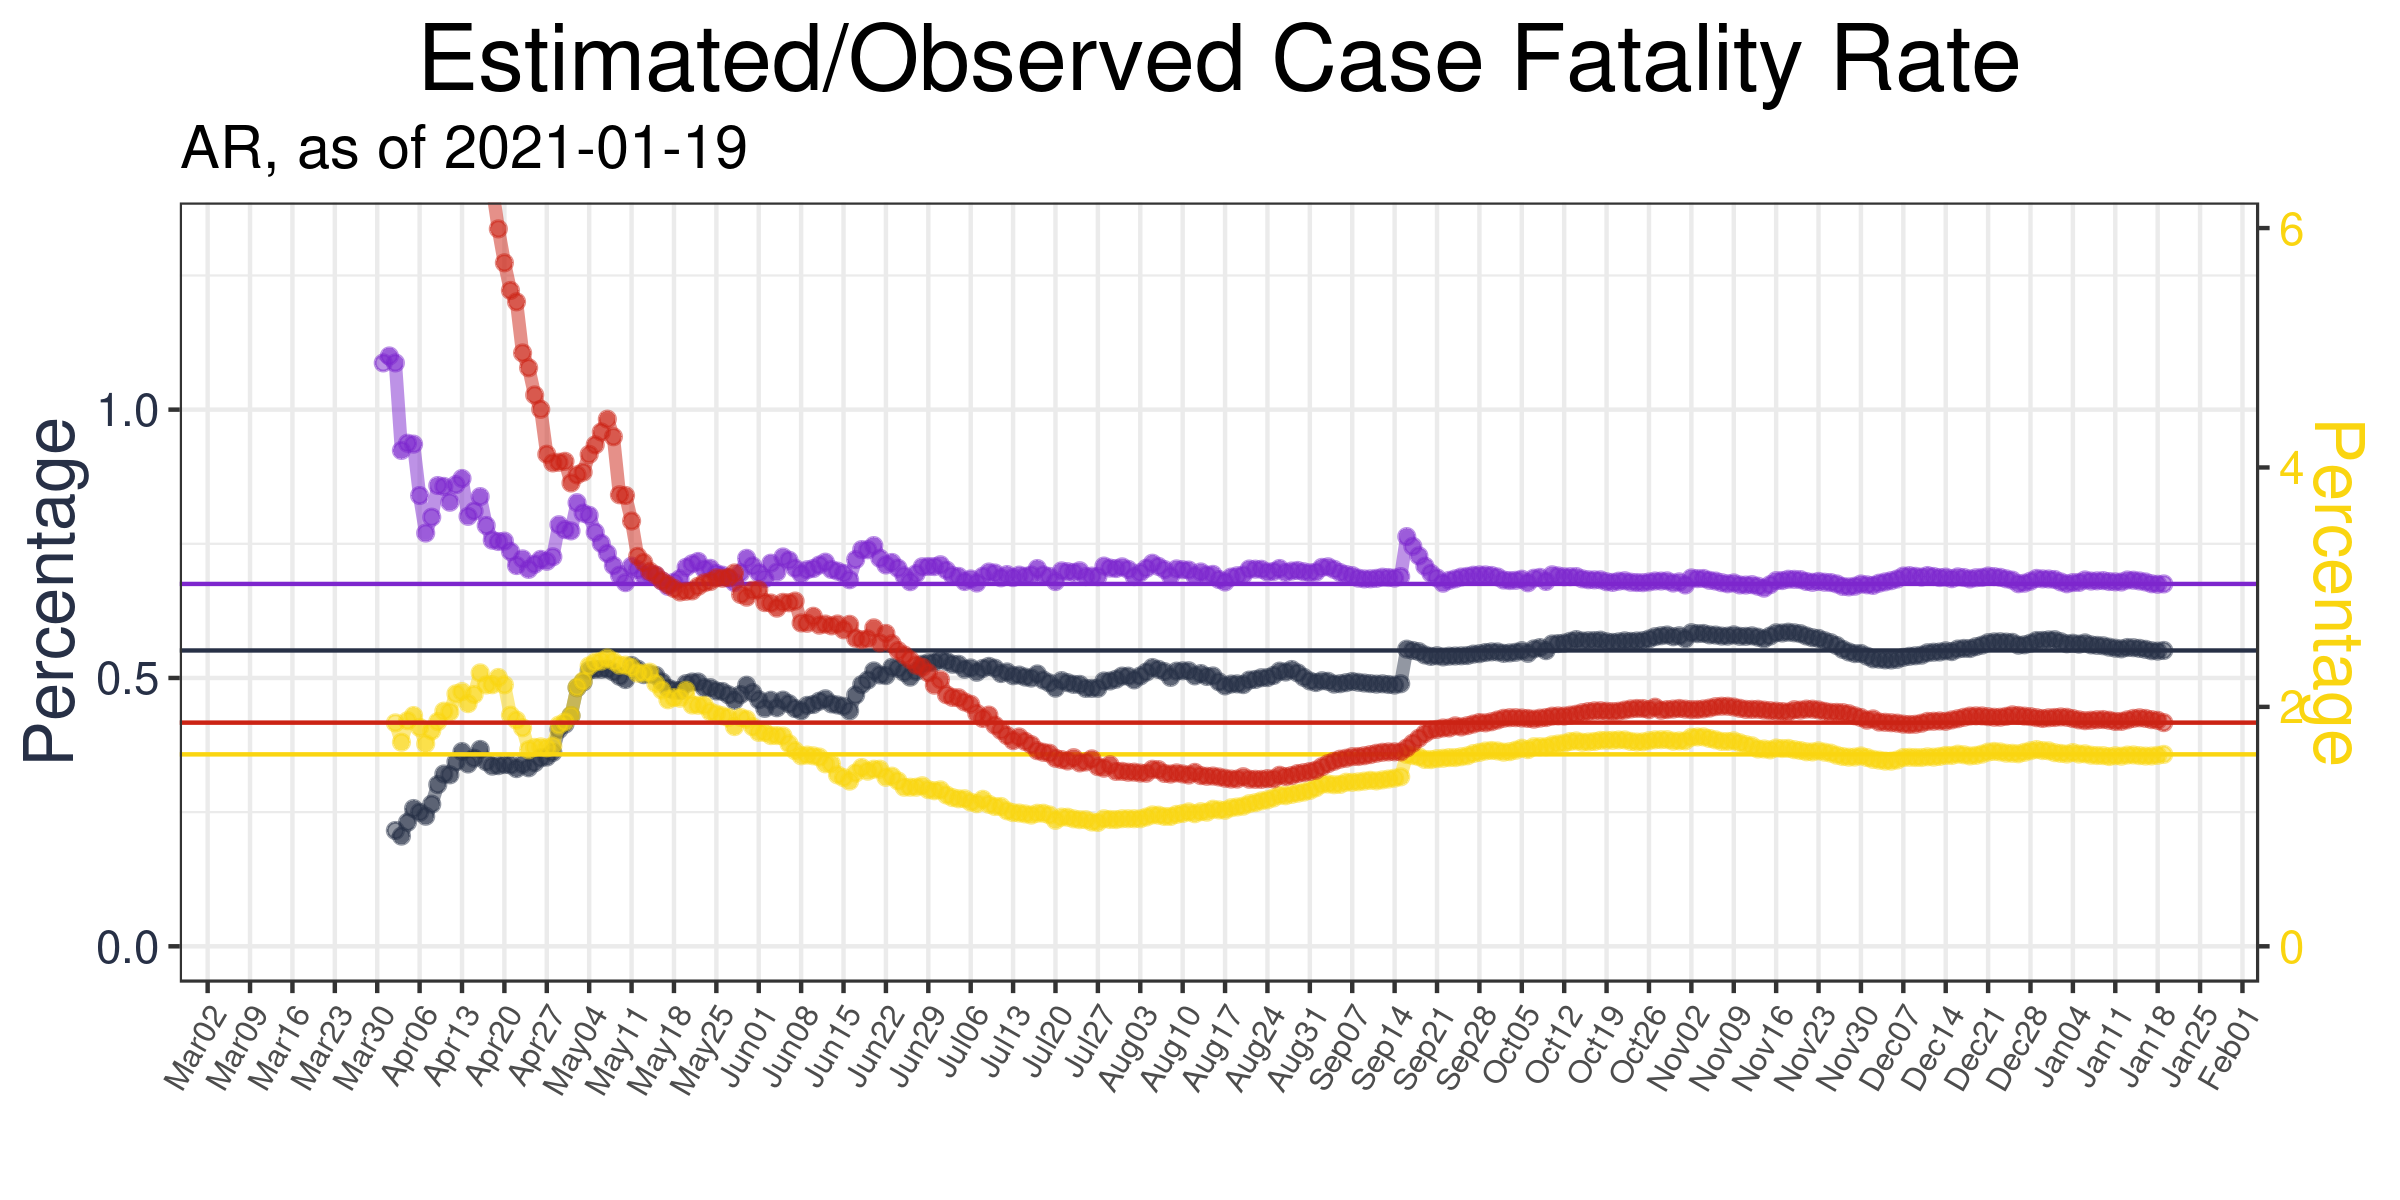 Estimated/Observed Case Fatality Rate
AR, as of 2021-01-19
Percentage
1.0
0.5
0.0
6
4
2
0
Percentage
Mar02 Mar09 Mar16 Mar23 Mar30 Apr06 Apr13 Apr20 Apr27 May04 May11 May18 May25 Jun01 Jun08 Jun15 Jun22 Jun29 Jul06 Jul13 Jul20 Jul27 Aug03 Aug10 Aug17 Aug24 Aug31 Sep07 Sep14 Sep21 Sep28 Oct05 Oct12 Oct19 Oct26 Nov02 Nov09 Nov16 Nov23 Nov30 Dec07 Dec14 Dec21 Dec28 Jan04 Jan11 Jan18 Jan25 Feb01